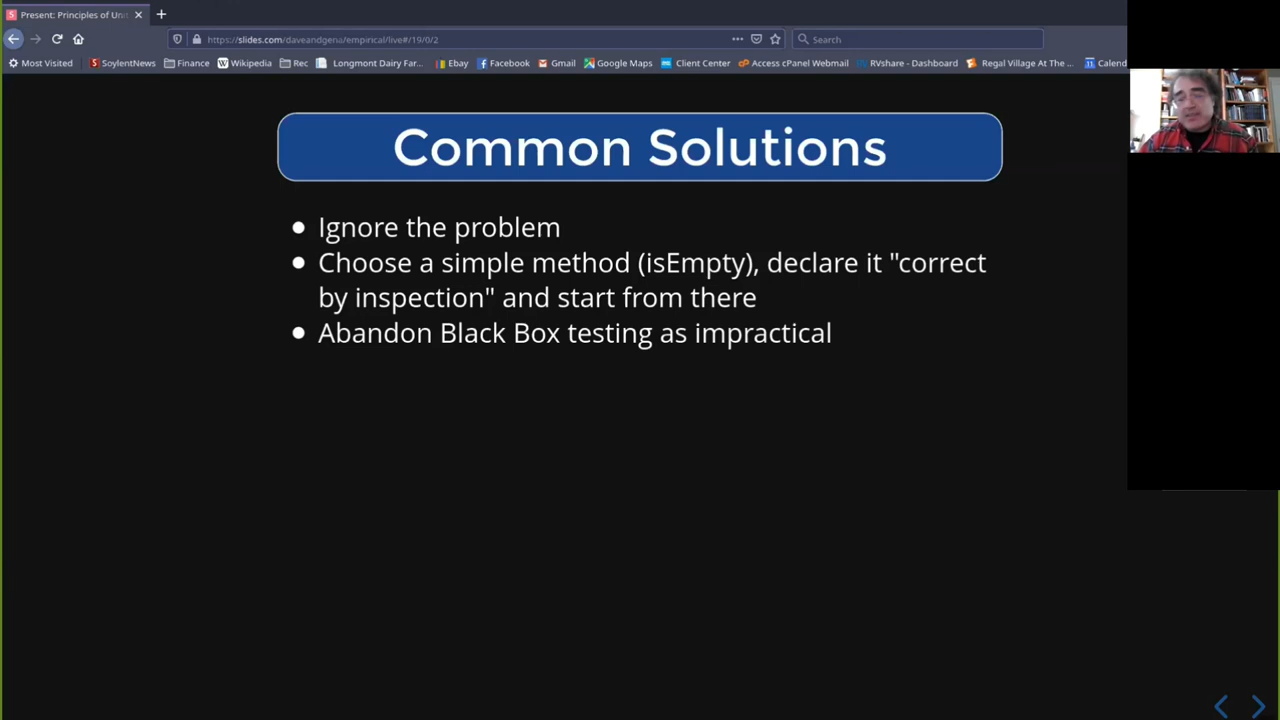 Present: Principles of Unit
https://slides.com/daveandgena/empirical/live#/19/0/2
Search
Most Visited
SoylentNews
Finance
Wikipedia
Rec
Longmont Dairy Far...
Ebay
Facebook
Gmail
Google Maps
Client Center
Access cPanel Webmail
RVshare - Dashboard
Regal Village At The ...
Calend
Common Solutions
Ignore the problem
Choose a simple method (isEmpty), declare it "correct
by inspection" and start from there
Abandon Black Box testing as impractical